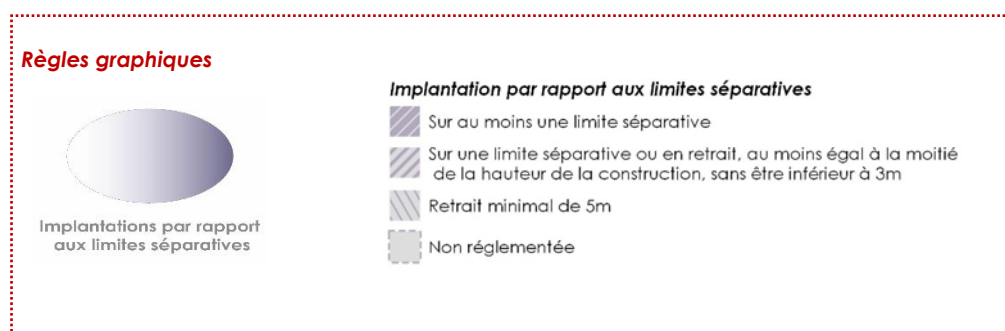 Règles graphiques
Implantations par rapport
aux limites séparatives
Implantation par rapport aux limites séparatives
Sur au moins une limite séparative
Sur une limite séparative ou en retrait, au moins égal à la moitié
de la hauteur de la construction, sans être inférieur à 3m
Retrait minimal de 5m
Non réglementée